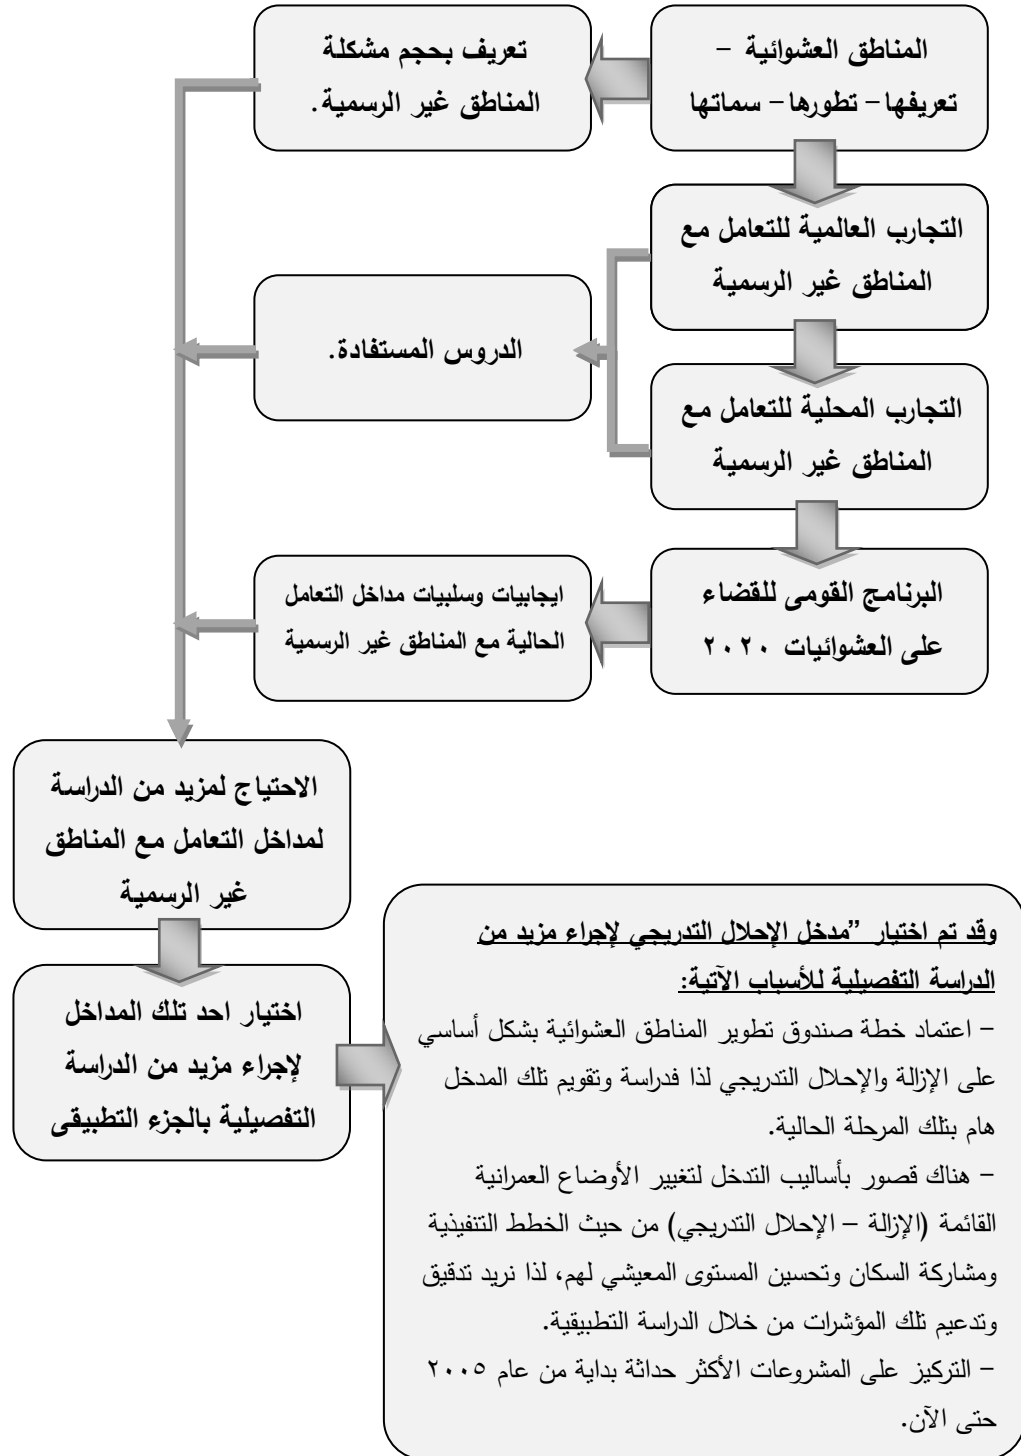 المناطق العشوائية –
تعريفها – تطورها – سماتها
تعريف بحجم مشكلة
المناطق غير الرسمية.
التجارب العالمية للتعامل مع
المناطق غير الرسمية
الدروس المستفادة.
التجارب المحلية للتعامل مع
المناطق غير الرسمية
البرنامج القومى للقضاء
على العشوائيات ٢٠٢٠
ايجابيات وسلبيات مداخل التعامل
الحالية مع المناطق غير الرسمية
الاحتياج لمزيد من الدراسة
لمداخل التعامل مع المناطق
غير الرسمية
اختيار احد تلك المداخل
لإجراء مزيد من الدراسة
التفصيلية بالجزء التطبيقى
وقد تم اختيار "مدخل الإحلال التدريجي لإجراء مزيد من
الدراسة التفصيلية للأسباب الآتية:
– اعتماد خطة صندوق تطوير المناطق العشوائية بشكل أساسي
على الإزالة والإحلال التدريجي لذا فدراسة وتقويم تلك المدخل
هام بتلك المرحلة الحالية.
– هناك قصور بأساليب التدخل لتغيير الأوضاع العمرانية
القائمة (الإزالة – الإحلال التدريجي) من حيث الخطط التنفيذية
ومشاركة السكان وتحسين المستوى المعيشي لهم، لذا نريد تدقيق
وتدعيم تلك المؤشرات من خلال الدراسة التطبيقية.
– التركيز على المشروعات الأكثر حداثة بداية من عام ٢٠٠٥
حتى الآن.